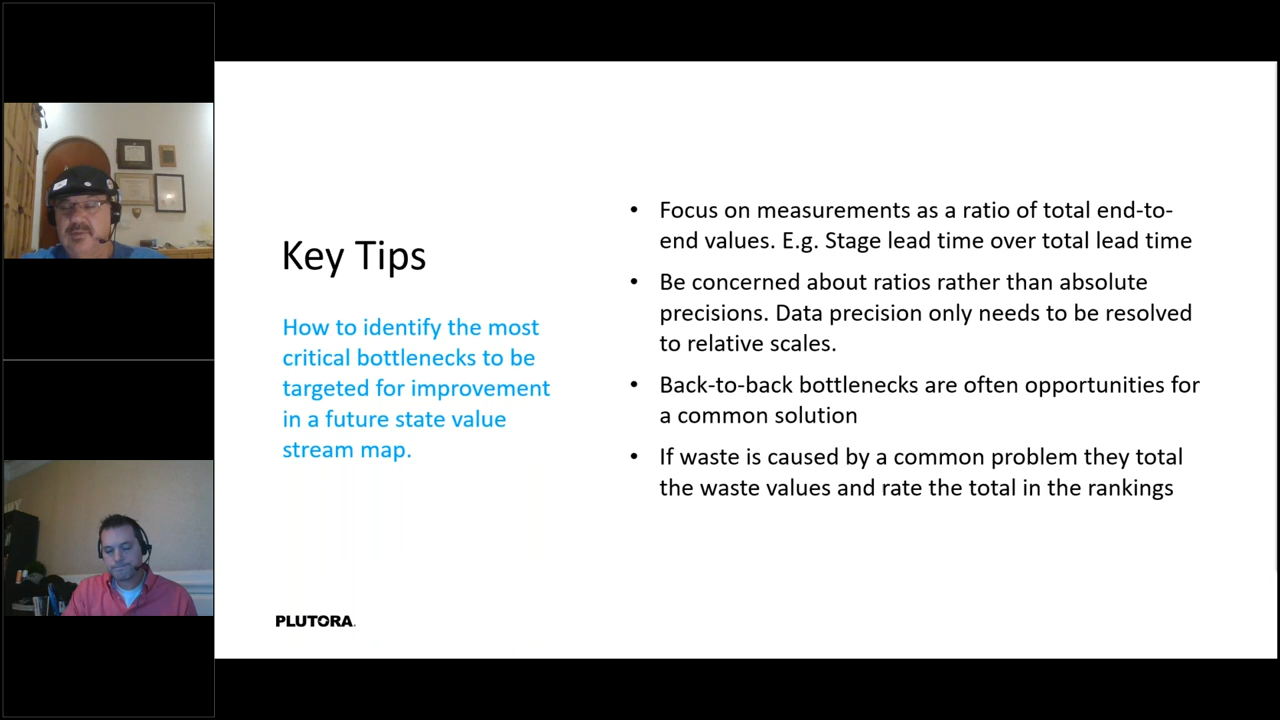 Key Tips
How to identify the most
critical bottlenecks to be
targeted for improvement
in a future state value
stream map.
• Focus on measurements as a ratio of total end-to-
end values. E.g. Stage lead time over total lead time
• Be concerned about ratios rather than absolute
precisions. Data precision only needs to be resolved
to relative scales.
• Back-to-back bottlenecks are often opportunities for
a common solution
• If waste is caused by a common problem they total
the waste values and rate the total in the rankings
PLUTORA